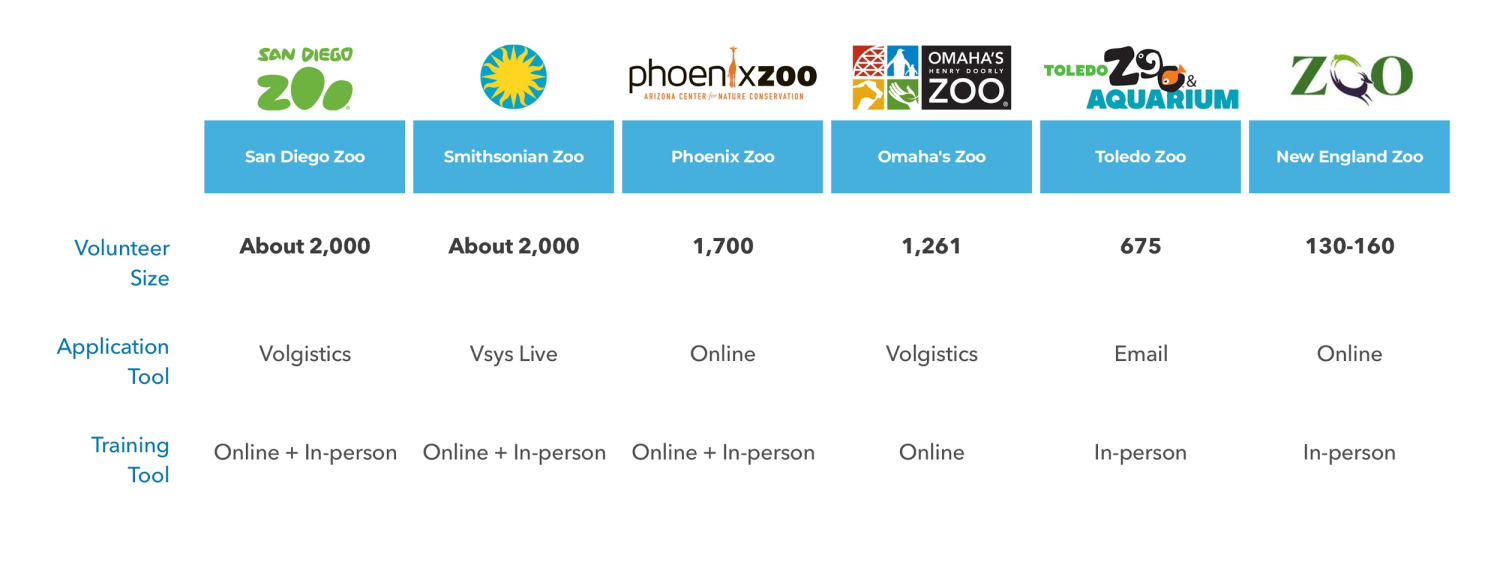 SAN DIEGO
ZOO
phoenixzoo
ARIZONA CENTER for NATURE CONSERVATION
OMAHA'S
HENRY DOORLY
ZOO
TOLEDO ZOO &
AQUARIUM
ZOO
San Diego Zoo
Smithsonian Zoo
Phoenix Zoo
Omaha's Zoo
Toledo Zoo
New England Zoo
Volunteer
Size
About 2,000
About 2,000
1,700
1,261
675
130-160
Application
Tool
Volgistics
Vsys Live
Online
Volgistics
Email
Online
Training
Tool
Online + In-person
Online + In-person
Online + In-person
Online
In-person
In-person